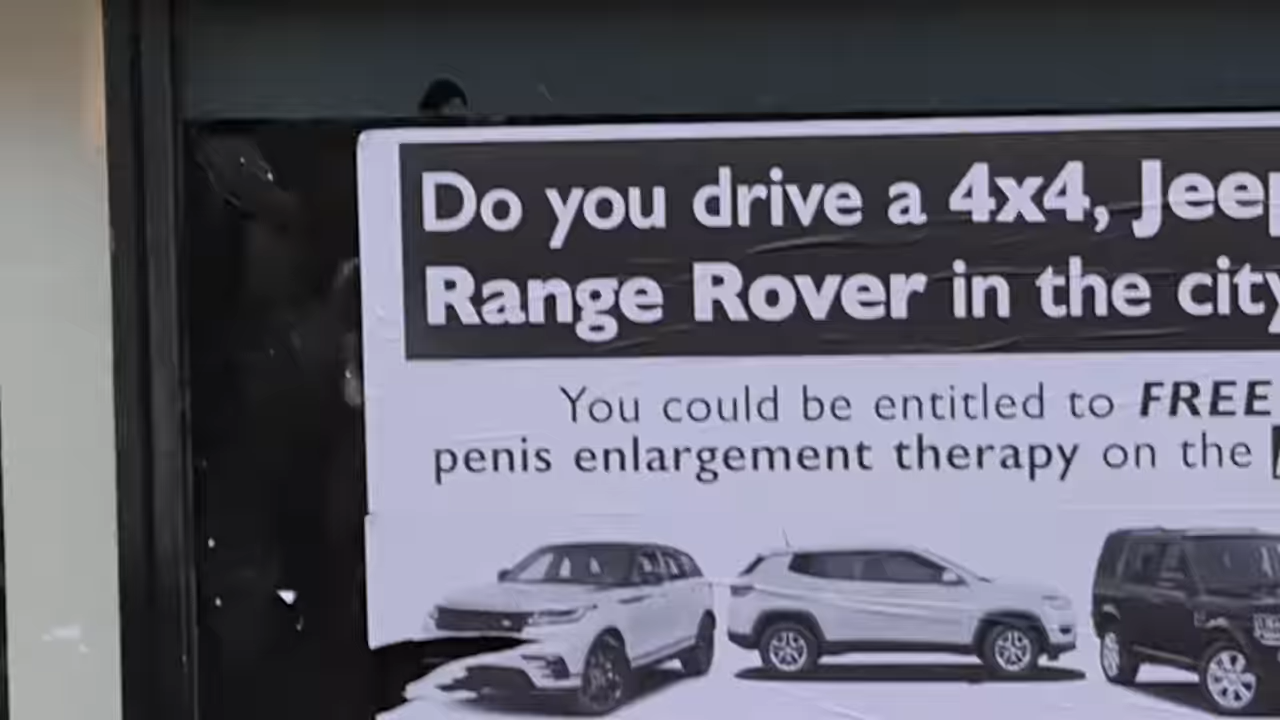 Do you drive a 4x4, Jeep
Range Rover in the city
You could be entitled to FREE
penis enlargement therapy on the